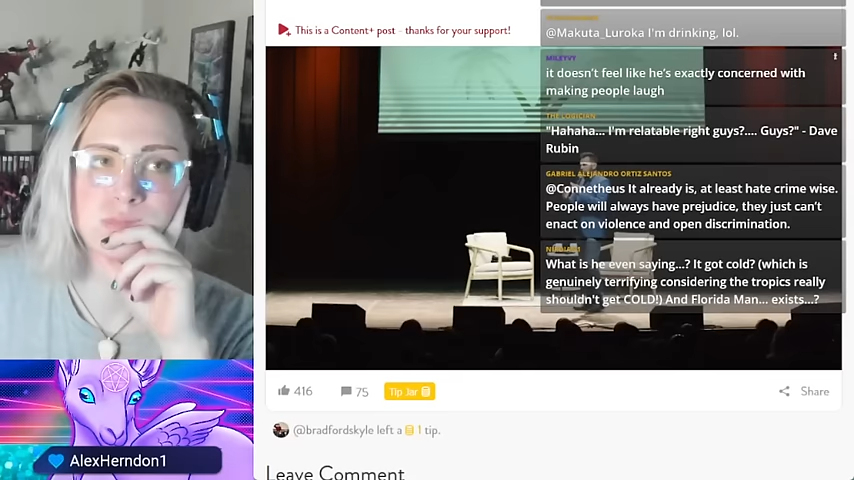 This is a Content+ post - thanks for your support!
@Makuta_Luroka I'm drinking, lol.
it doesn't feel like he's exactly concerned with
making people laugh
"Hahaha... I'm relatable right guys?.... Guys?" - Dave
Rubin
GABRIEL ALEJANDRO ORTIZ SANTOS
@Connetheus It already is, at least hate crime wise.
People will always have prejudice, they just can't
enact on violence and open discrimination.
What is he even saying...? It got cold? (which is
genuinely terrifying considering the tropics really
shouldn't get COLD!) And Florida Man... exists...?
416
75
Tip Jar
Share
@bradfordskyle left a 1 tip.
Leave Comment
AlexHerndon1